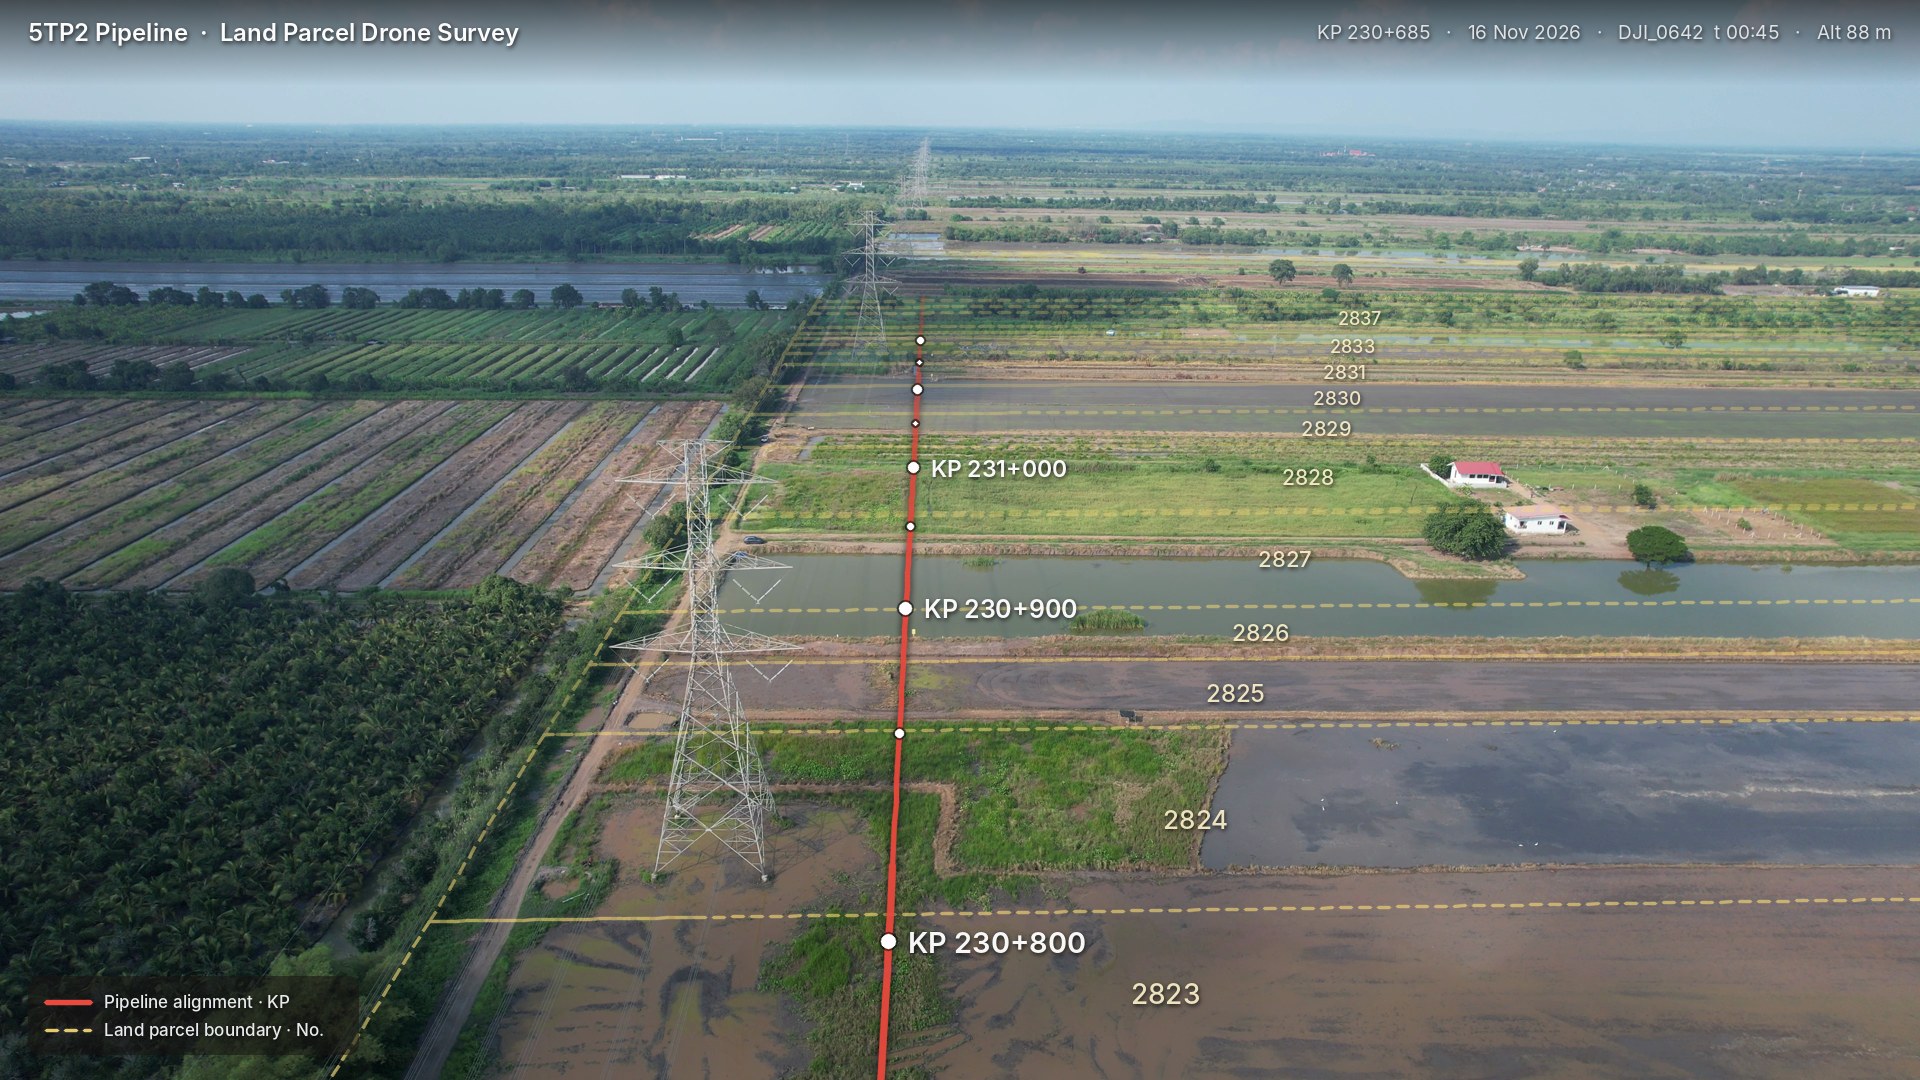 5TP2 Pipeline · Land Parcel Drone Survey
KP 230+685 · 16 Nov 2026 · DJI_0642 t 00:45 · Alt 88 m
2837
2833
2831
2830
2829
KP 231+000
2828
2827
KP 230+900
2826
2825
2824
KP 230+800
2823
Pipeline alignment · KP
Land parcel boundary · No.